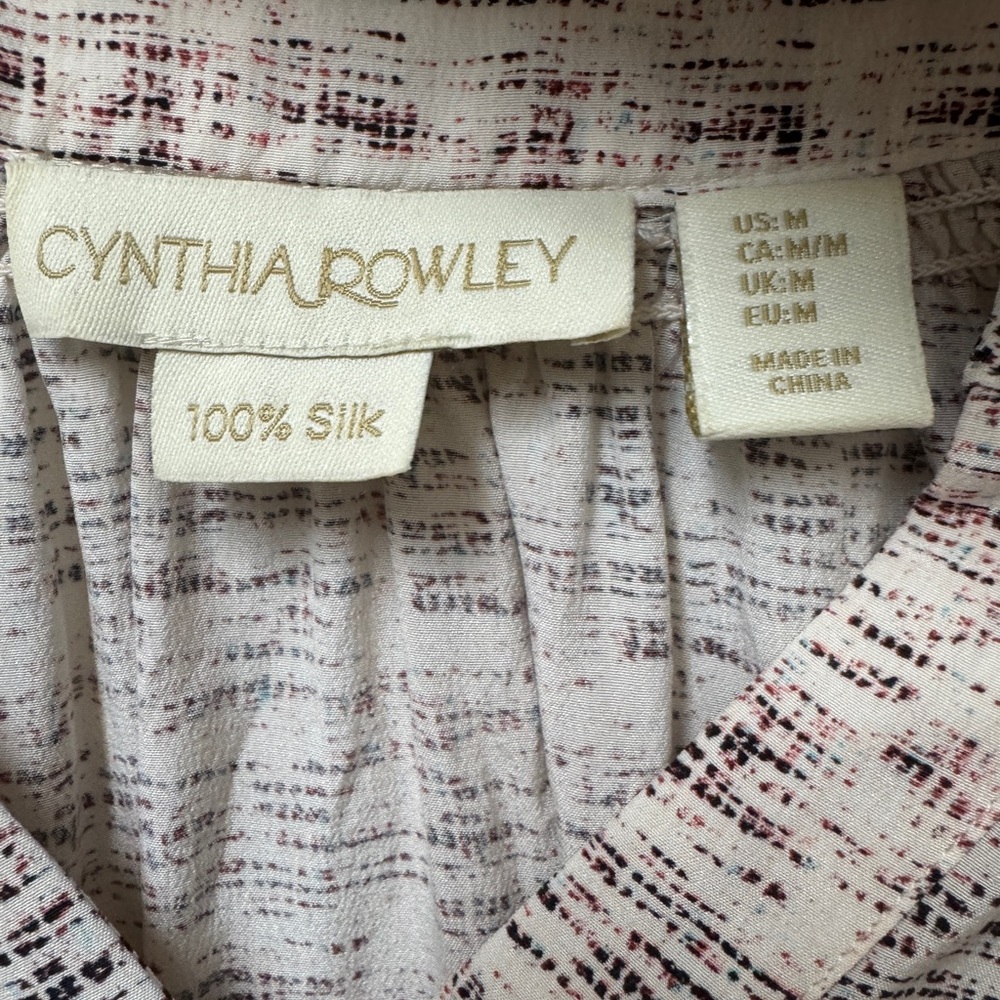 CYNTHIA ROWLEY
100% Silk
US: M
CA: M/M
UK: M
EU: M
MADE IN
CHINA